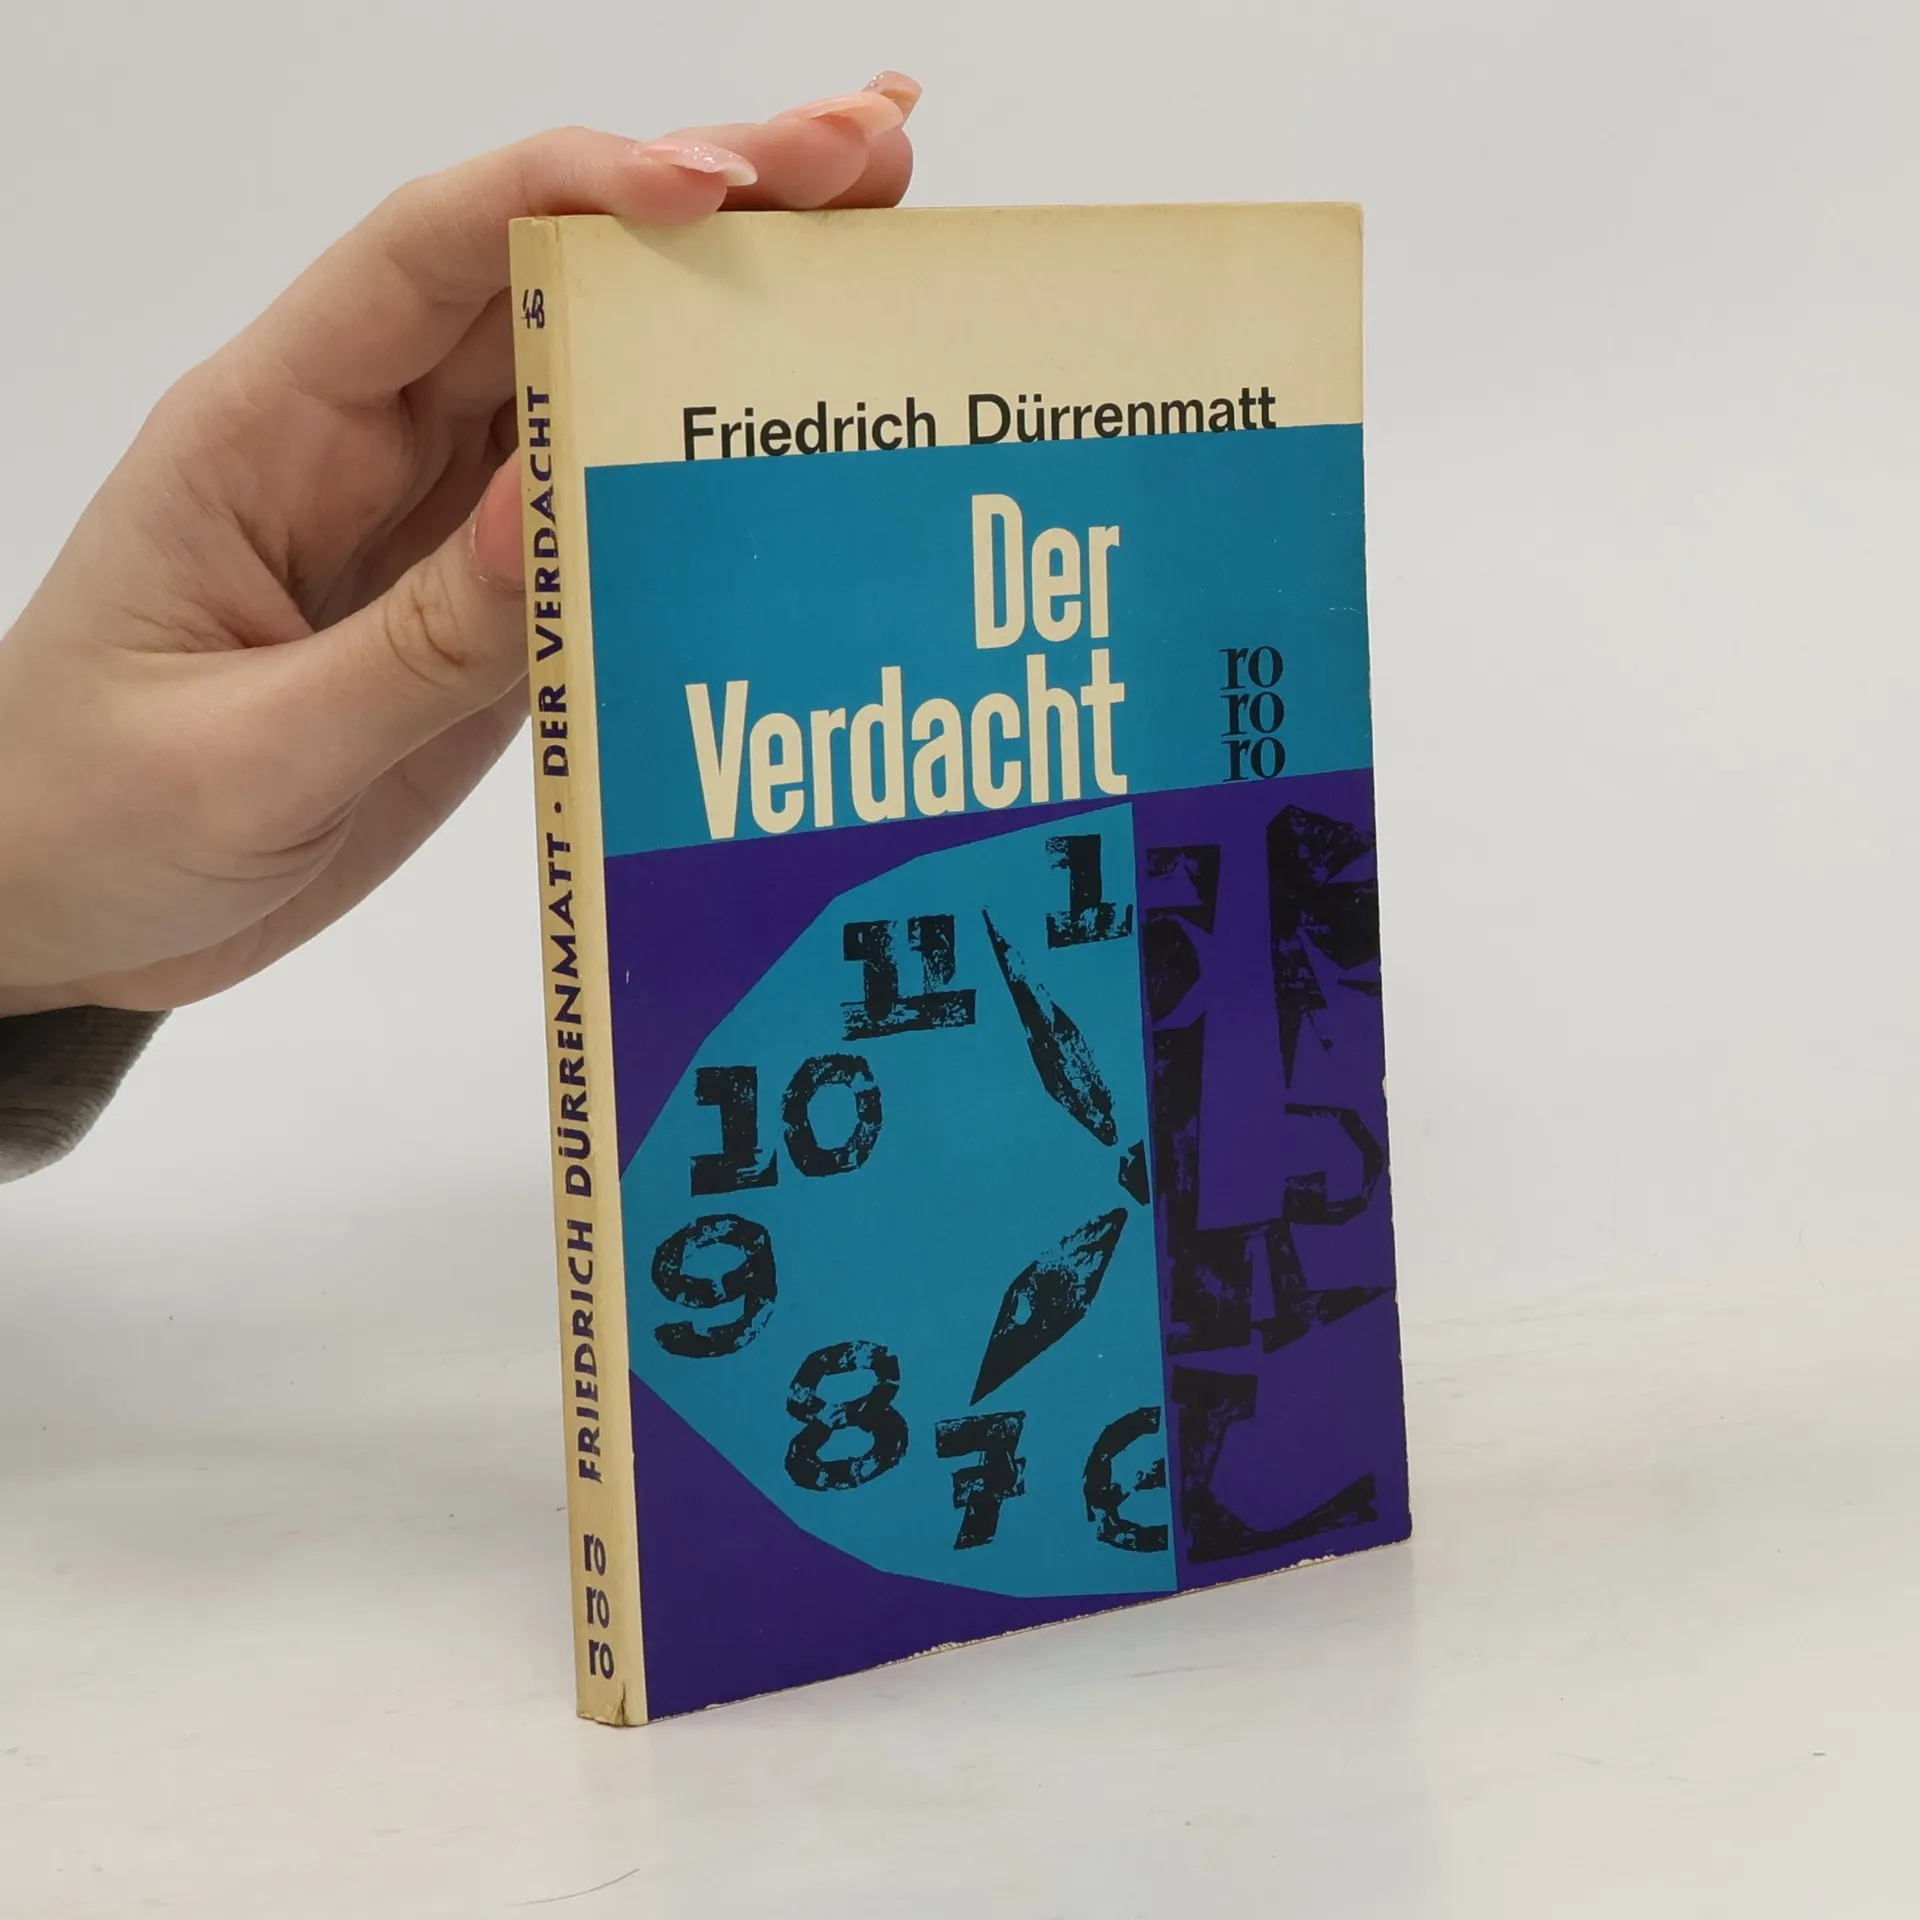 Friedrich Dürrenmatt
Der
Verdacht
ro
ro
ro
11
1
10
9
8
7
FRIEDRICH DÜRRENMATT · DER VERDACHT
ro
ro
ro